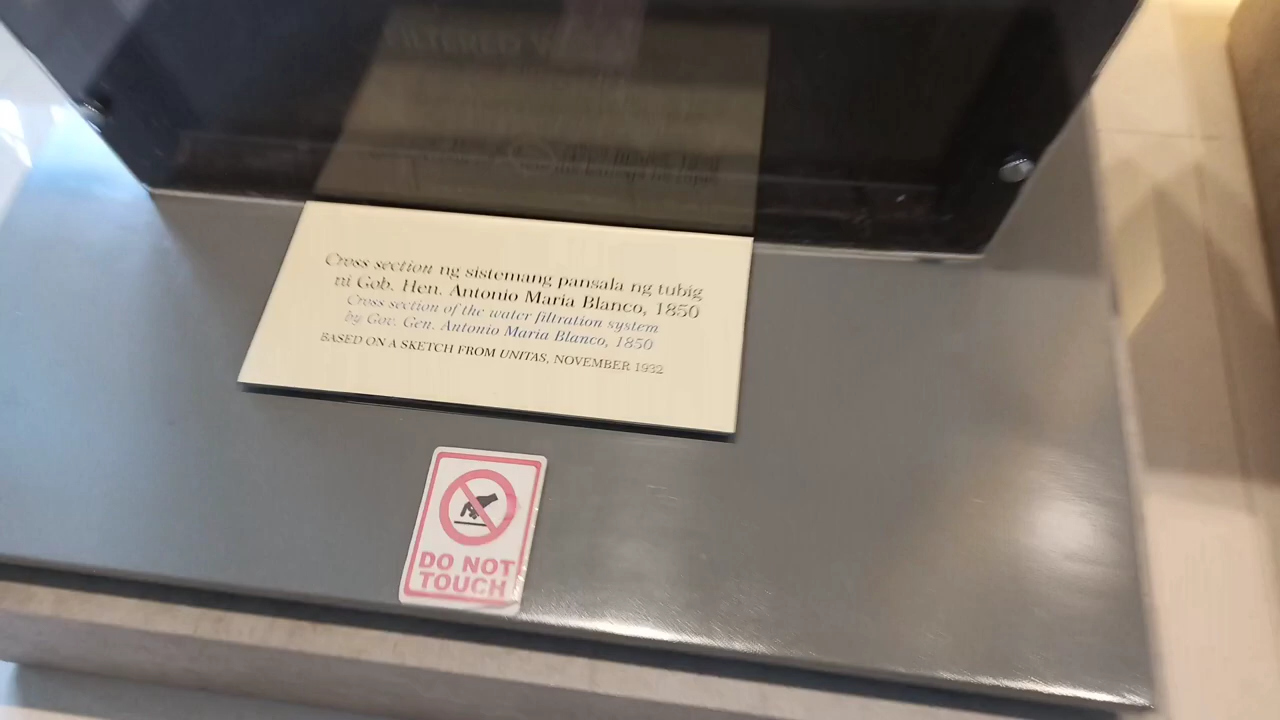 Cross section ng sistemang pansala ng tubig
ni Gob. Hen. Antonio Maria Blanco, 1850
Cross section of the water filtration system
by Gov. Gen. Antonio Maria Blanco, 1850
BASED ON A SKETCH FROM UNITAS, NOVEMBER 1932
DO NOT
TOUCH